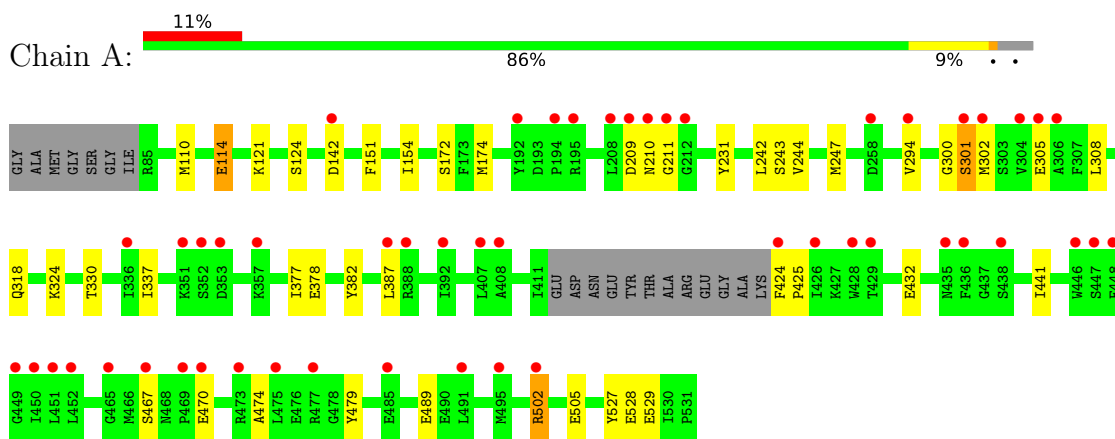 11%
Chain A:
86% 9% • •
GLY ALA MET GLY SER GLY ILE R85 M110 E114 K121 S124 D142 F151 I154 S172 F173 M174 Y192 D193 P194 R195 L208 D209 N210 G211 G212 Y231 L242 S243 V244 M247 D258 V294 G300 S301 M302 S303 V304 E305 A306 F307 L308
Q318 K324 T330 I336 I337 K351 S352 D353 K357 I377 E378 Y382 L387 R388 I392 L407 A408 I411 GLU ASP ASN GLU TYR THR ALA ARG GLU GLY ALA LYS F424 P425 I426 K427 W428 T429 E432 N435 F436 G437 S438 I441 W446 S447 F448
G449 I450 L451 L452 G465 M466 S467 N468 P469 E470 R473 A474 L475 E476 R477 G478 Y479 E485 E489 E490 L491 M495 R502 E505 Y527 E528 E529 I530 P531